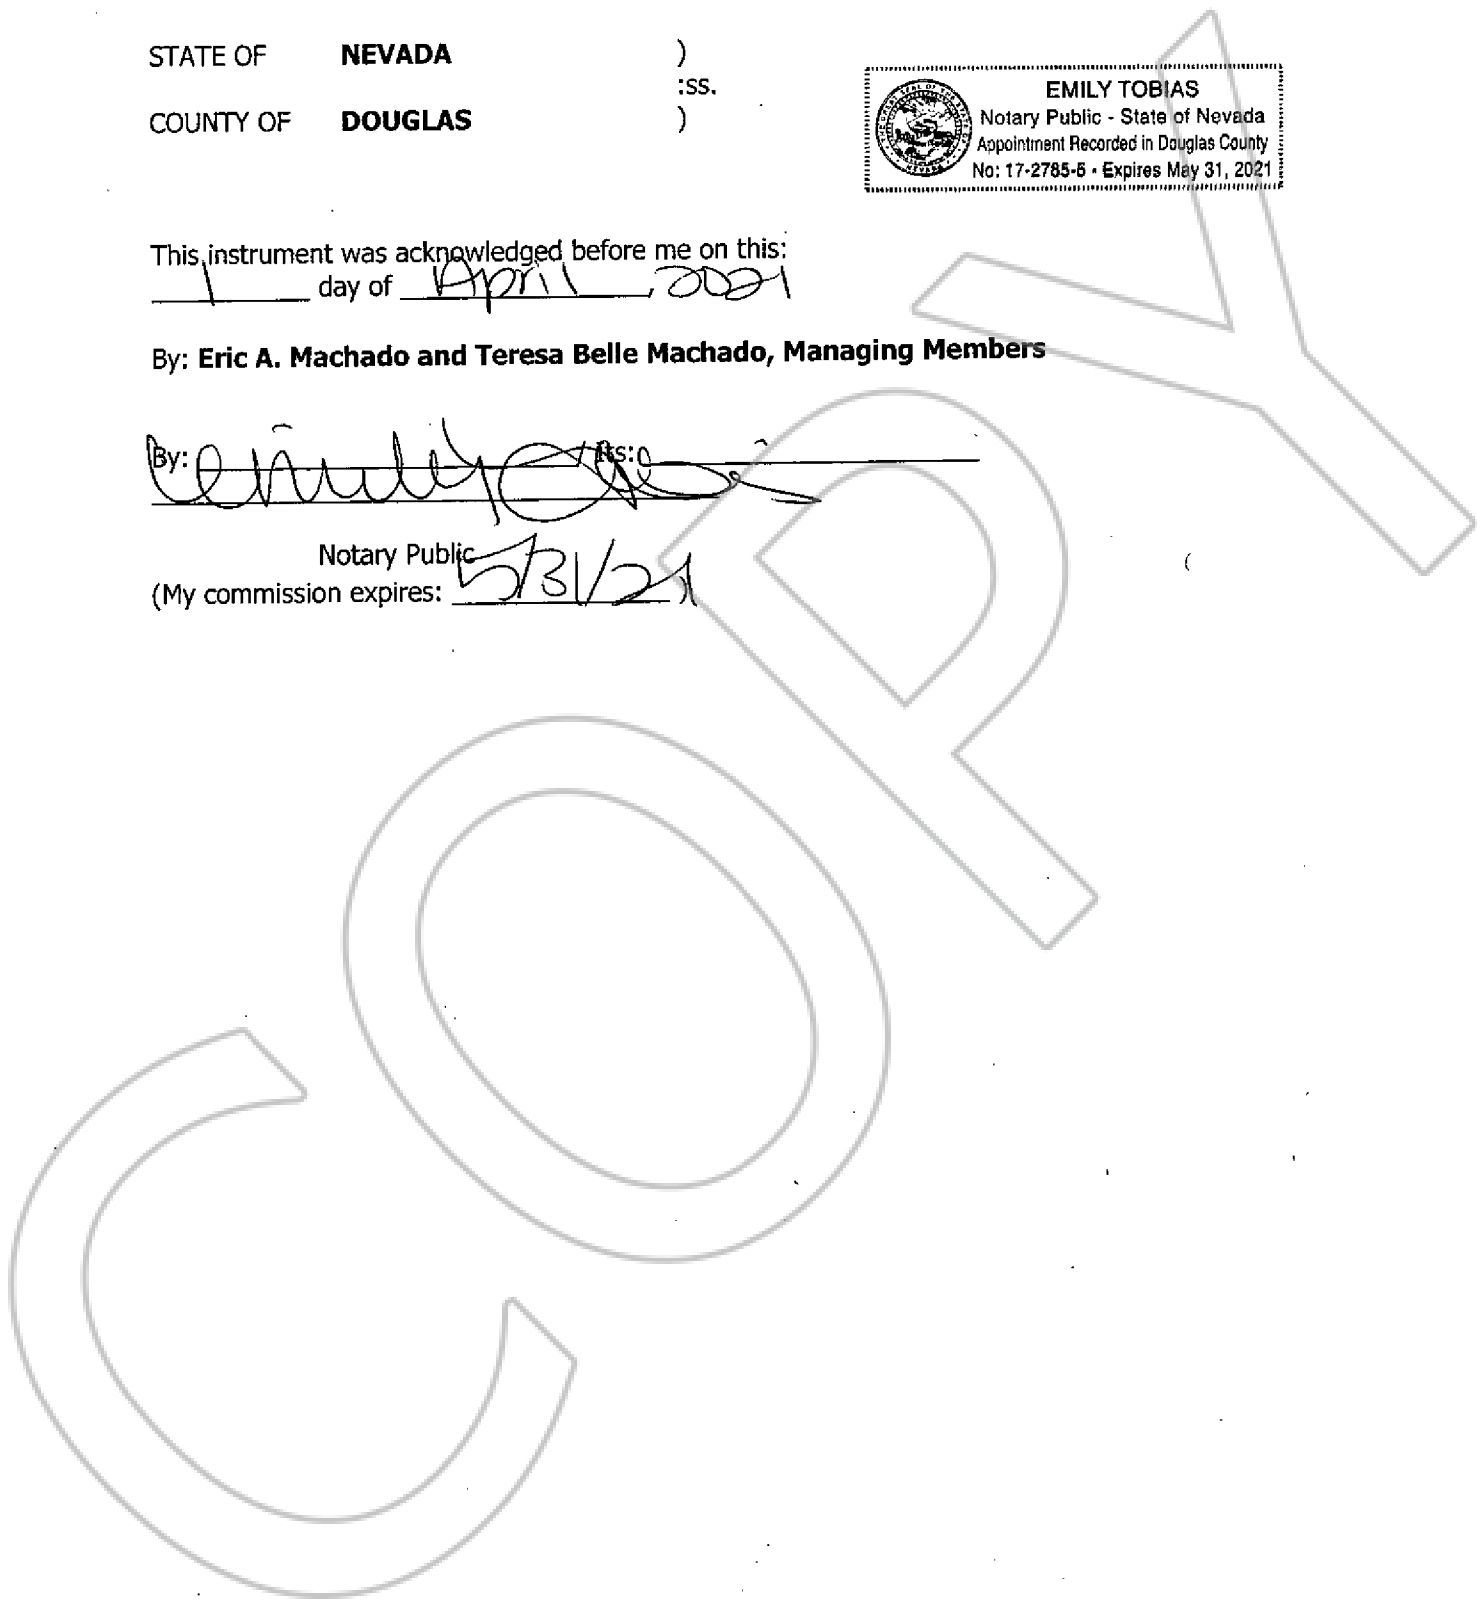 STATE OF NEVADA )
:ss.
COUNTY OF DOUGLAS )
EMILY TOBIAS
Notary Public - State of Nevada
Appointment Recorded in Douglas County
No: 17-2785-5 - Expires May 31, 2021
This instrument was acknowledged before me on this:
1 day of April, 2021
By: Eric A. Machado and Teresa Belle Machado, Managing Members
By: / Its:
Notary Public
(My commission expires: 5/31/21)
COPY